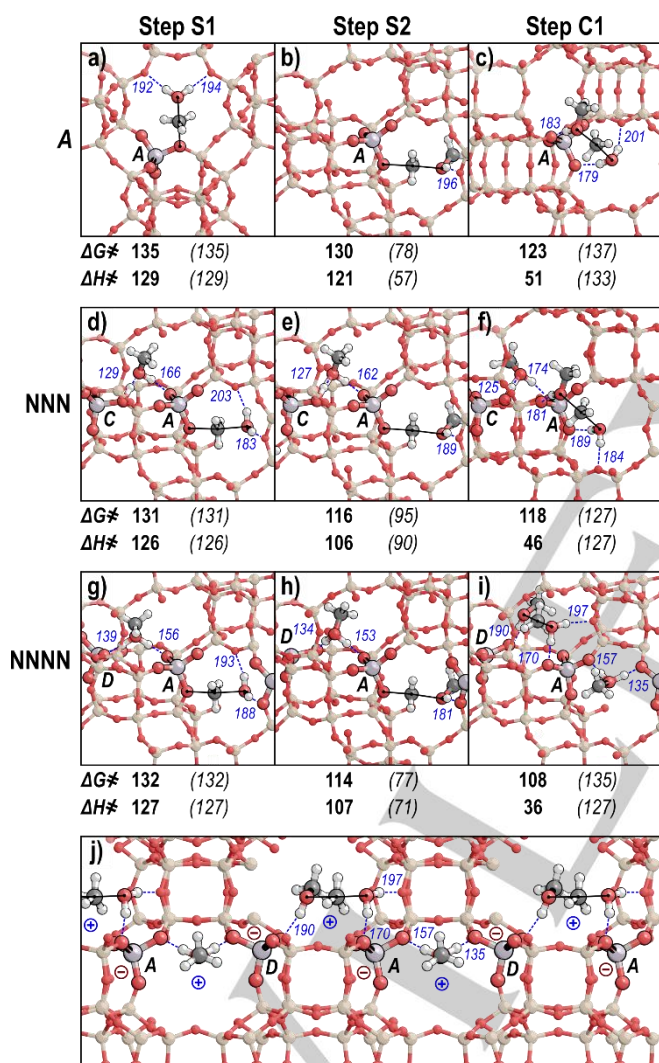 Step S1 Step S2 Step C1
a) b) c)
192 194
183 201
A
A A A
196 179
ΔG≠ 135 (135) 130 (78) 123 (137)
ΔH≠ 129 (129) 121 (57) 51 (133)
d) e) f)
129 166 127 162 174
203 125
NNN
C A C A C 181 A
183 189 189
184
ΔG≠ 131 (131) 116 (95) 118 (127)
ΔH≠ 126 (126) 106 (90) 46 (127)
g) h) i)
139 156 134 153 197
D 190
NNNN
193 170 157
D A D A A 135
188 181
ΔG≠ 132 (132) 114 (77) 108 (135)
ΔH≠ 127 (127) 107 (71) 36 (127)
j)
197
⊕ ⊕ ⊕
190 170 157
⊖ ⊖ ⊖ ⊖ ⊖
A D A 135 D A
⊕ ⊕